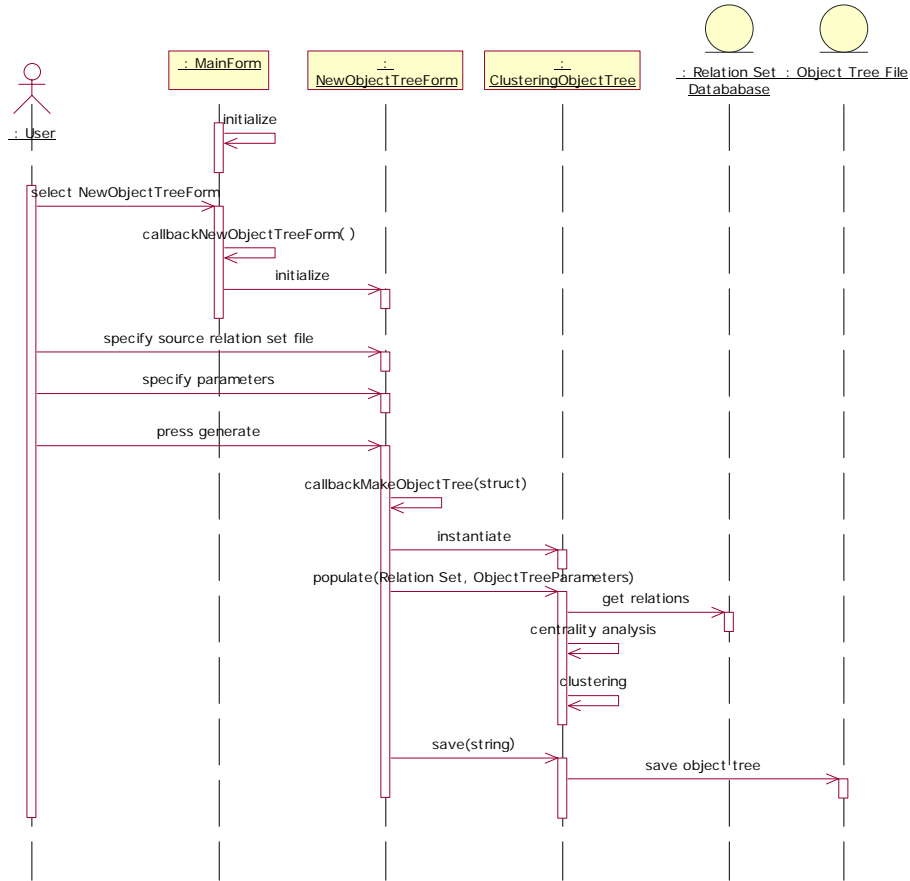 : User
: MainForm
:
NewObjectTreeForm
:
ClusteringObjectTree
: Relation Set
Datababase
: Object Tree File
initialize
select NewObjectTreeForm
callbackNewObjectTreeForm( )
initialize
specify source relation set file
specify parameters
press generate
callbackMakeObjectTree(struct)
instantiate
populate(Relation Set, ObjectTreeParameters)
get relations
centrality analysis
clustering
save(string)
save object tree